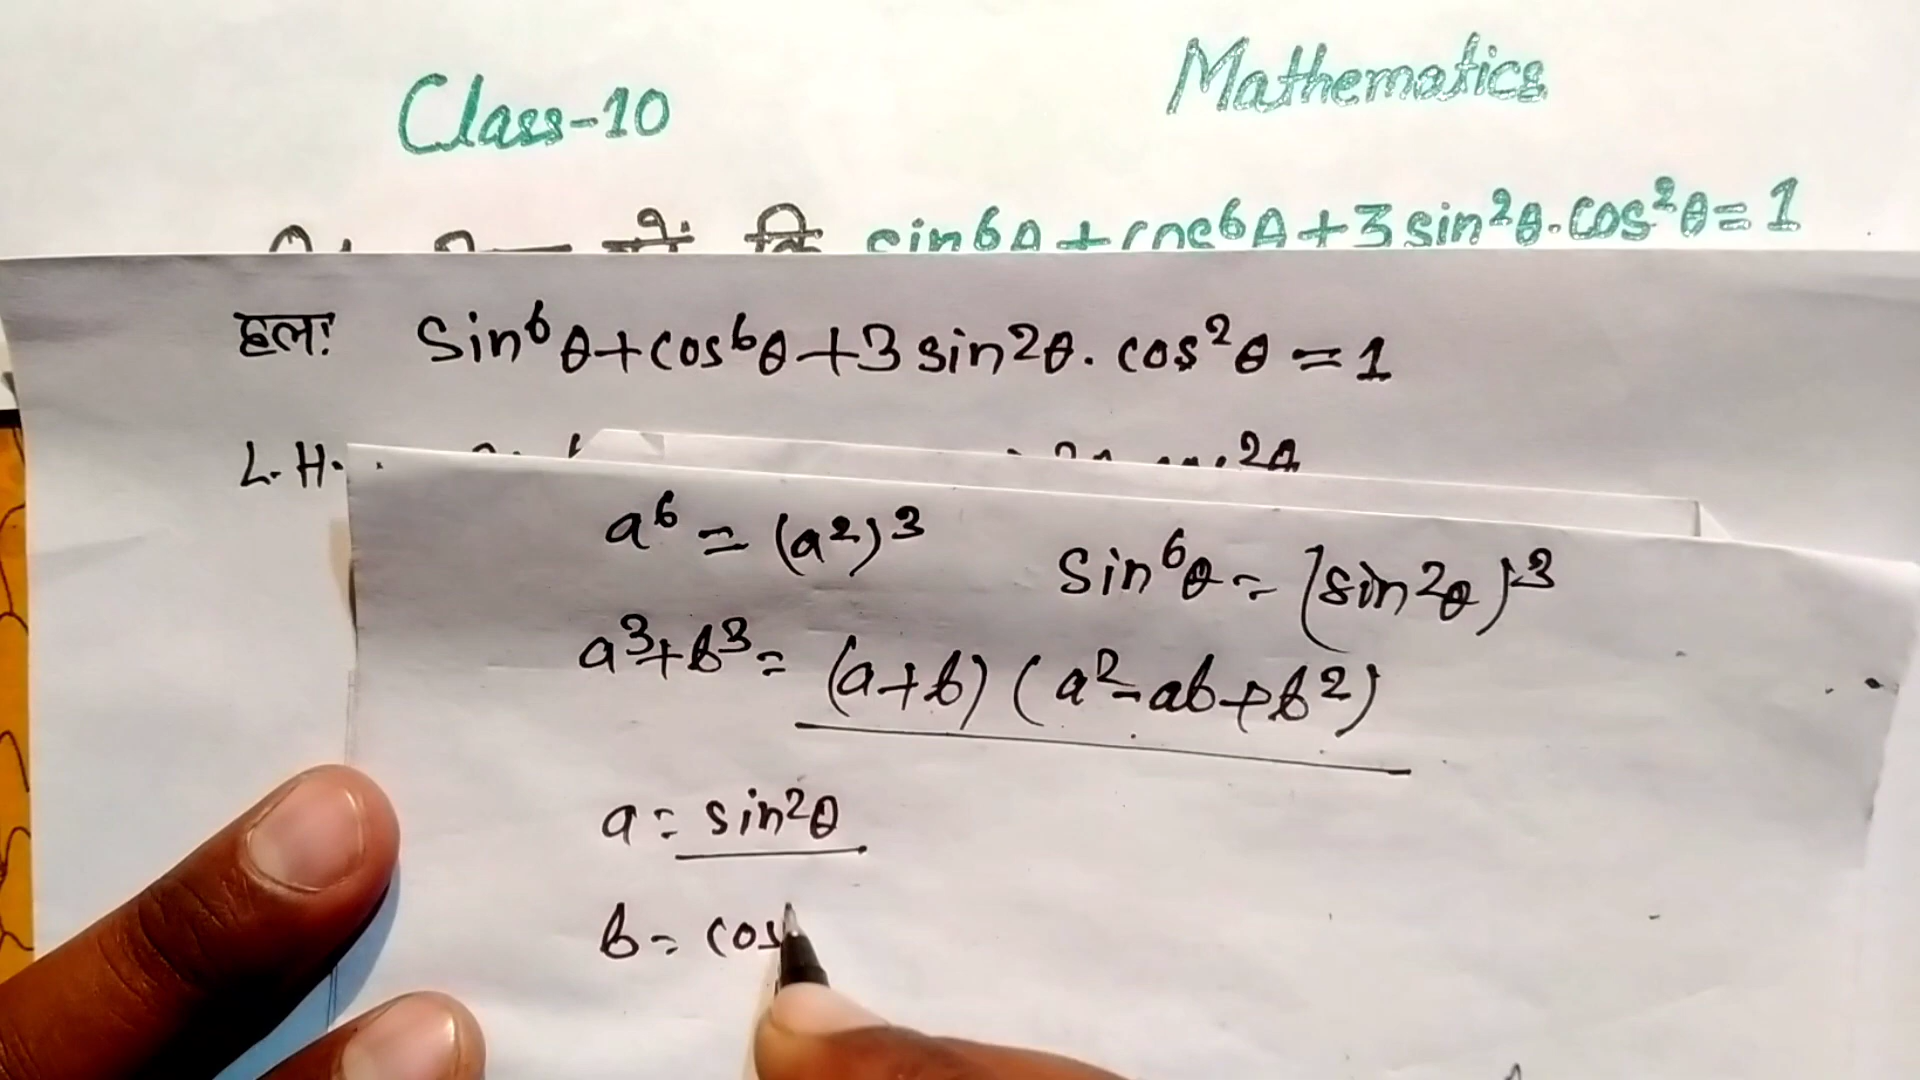 Class-10
Mathematics
कि sin⁶θ+cos⁶θ+3sin²θ.cos²θ=1
हल: Sin⁶θ+cos⁶θ+3sin²θ.cos²θ=1
L.H.
a⁶=(a²)³
Sin⁶θ=(sin²θ)³
a³+b³=(a+b)(a²-ab+b²)
a=sin²θ
b=cos